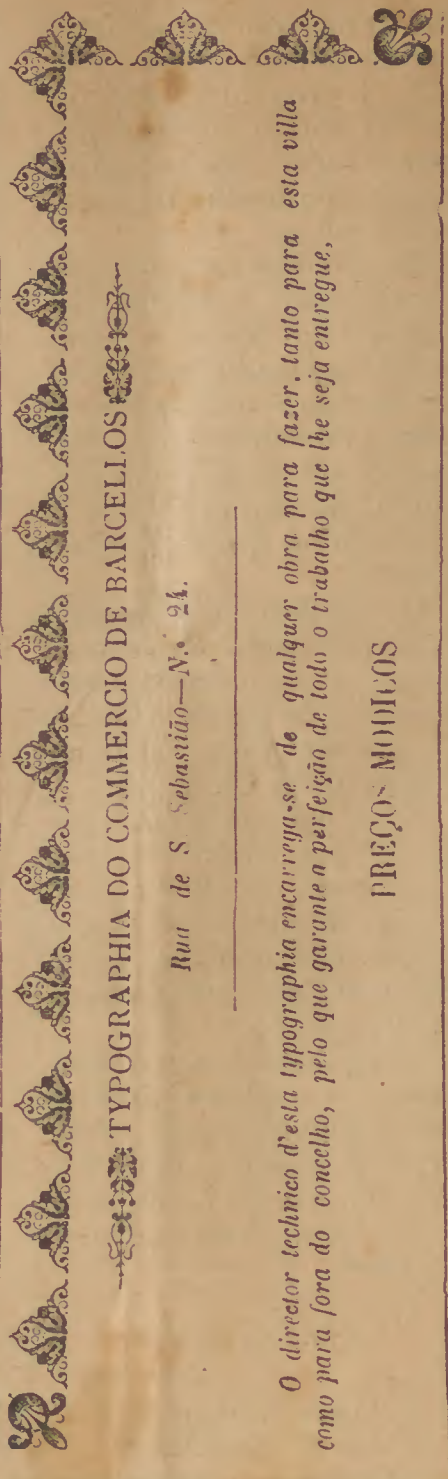 TYPOGRAPHIA DO COMMERCIO DE BARCELLOS
Rua de S Sebastião—N.º 24.
O director technico d'esta typographia encarrega-se de qualquer obra para fazer, tanto para esta villa
como para fora do concelho, pelo que garante a perfeição de todo o trabalho que lhe seja entregue,
PREÇOS MODICOS